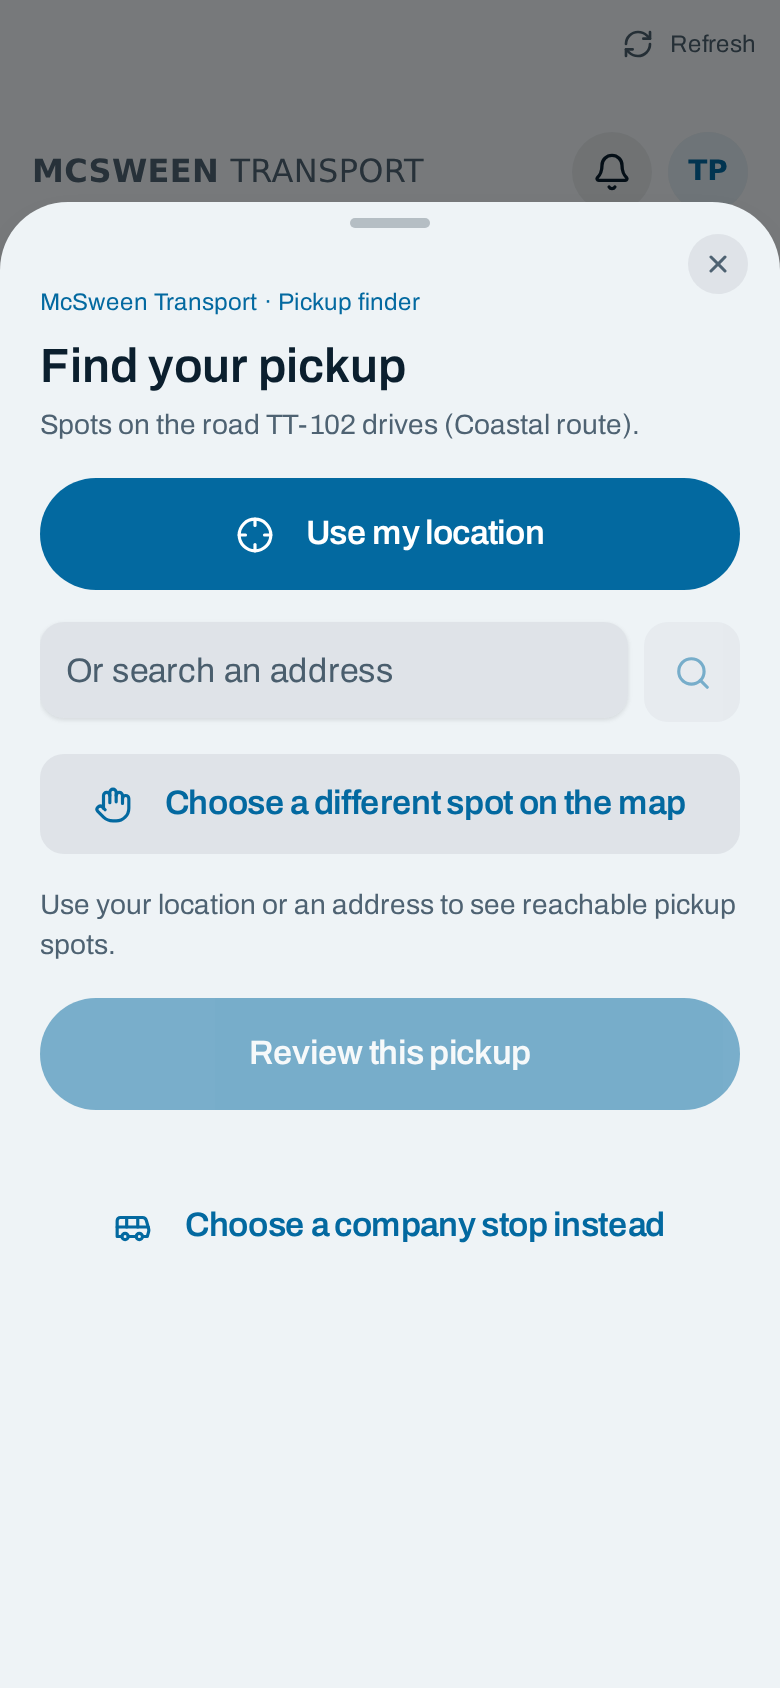 Refresh
MCSWEEN TRANSPORT
TP
McSween Transport · Pickup finder
Find your pickup
Spots on the road TT-102 drives (Coastal route).
Use my location
Or search an address
Choose a different spot on the map
Use your location or an address to see reachable pickup
spots.
Review this pickup
Choose a company stop instead